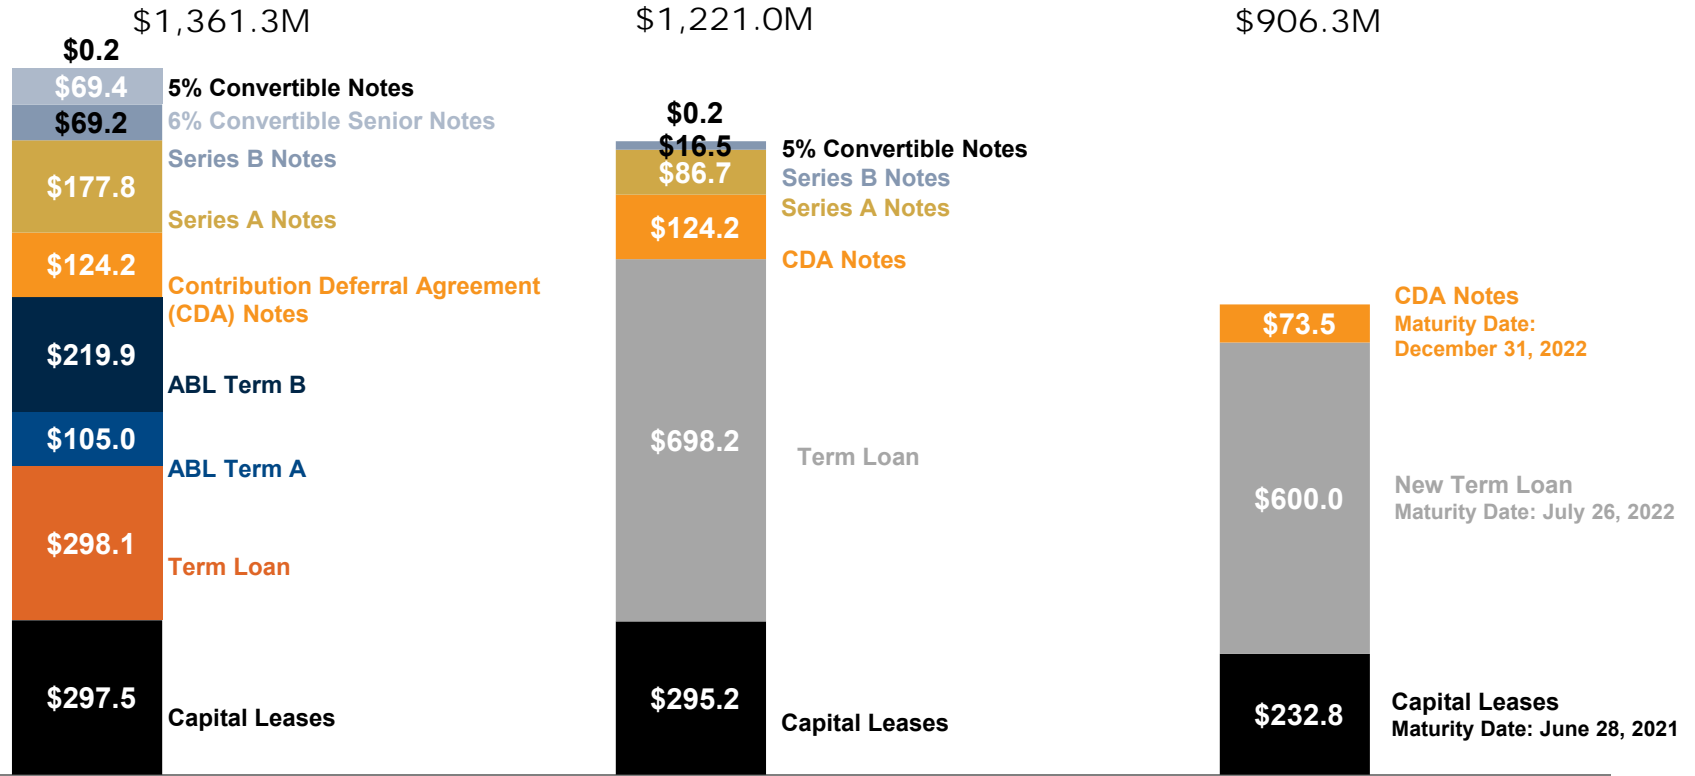 $1,361.3M
$0.2
$69.4
5% Convertible Notes
$69.2
6% Convertible Senior Notes
Series B Notes
$177.8
Series A Notes
$124.2
Contribution Deferral Agreement
(CDA) Notes
$219.9
ABL Term B
$105.0
ABL Term A
$298.1
Term Loan
$297.5
Capital Leases
$1,221.0M
$0.2
$16.5
5% Convertible Notes
$86.7
Series B Notes
Series A Notes
$124.2
CDA Notes
$698.2
Term Loan
$295.2
Capital Leases
$906.3M
CDA Notes
$73.5
Maturity Date:
December 31, 2022
$600.0
New Term Loan
Maturity Date: July 26, 2022
$232.8
Capital Leases
Maturity Date: June 28, 2021